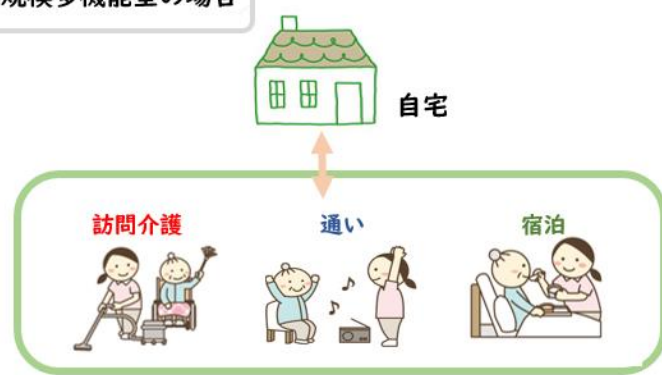 規模多機能型の場合
自宅
訪問介護
通い
宿泊